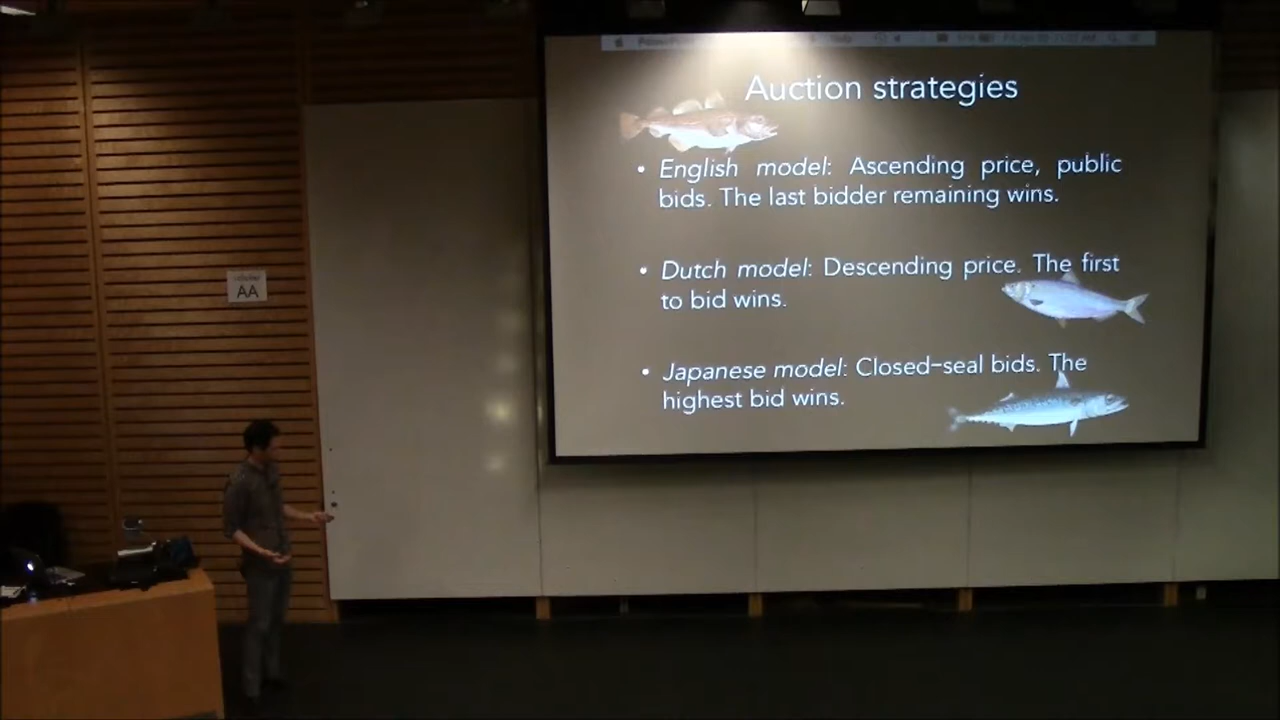 Auction strategies
• English model: Ascending price, public
bids. The last bidder remaining wins.
• Dutch model: Descending price. The first
to bid wins.
• Japanese model: Closed-seal bids. The
highest bid wins.
AA